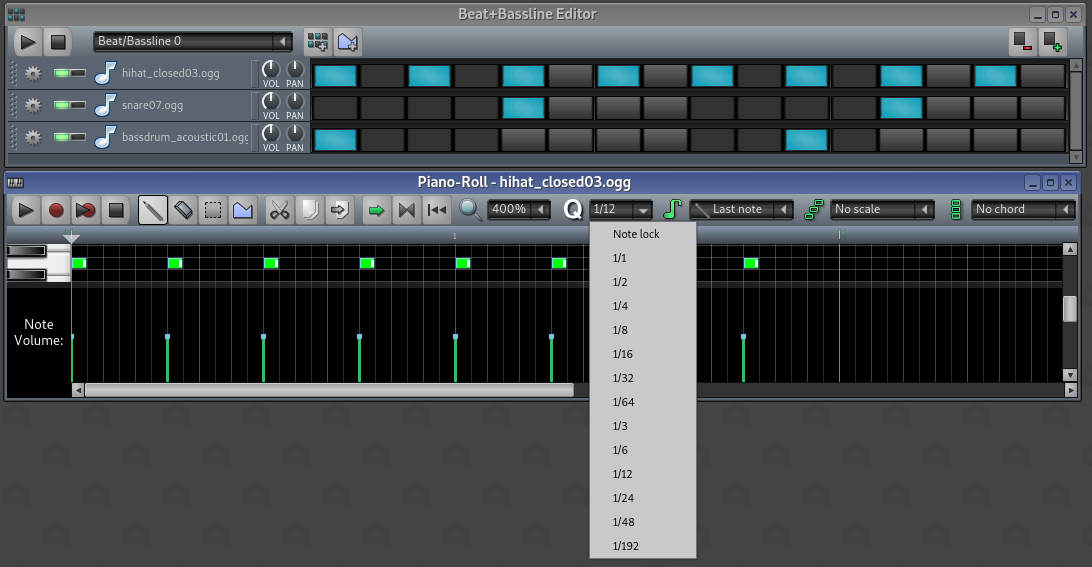 Beat+Bassline Editor
Beat/Bassline 0
hihat_closed03.ogg
VOL PAN
snare07.ogg
VOL PAN
bassdrum_acoustic01.ogg
VOL PAN
Piano-Roll - hihat_closed03.ogg
400% Q 1/12 Last note No scale No chord
1
Note lock
1/1
1/2
1/4
1/8
1/16
1/32
1/64
1/3
1/6
1/12
1/24
1/48
1/192
Note
Volume: